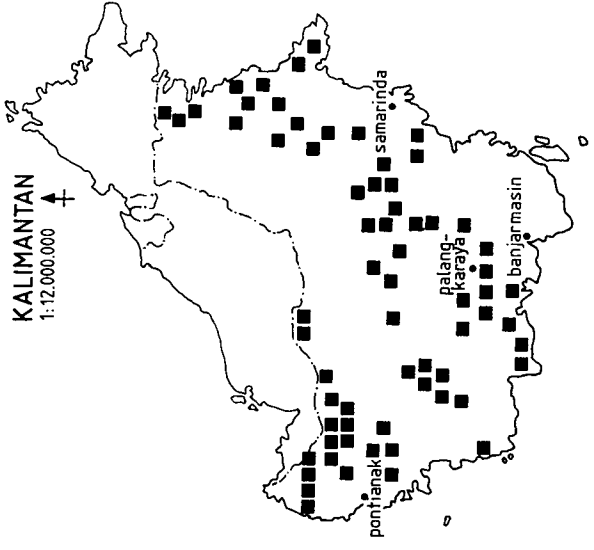 KALIMANTAN
1:12.000.000
samarinda
palang-
karaya
banjarmasin
pontianak